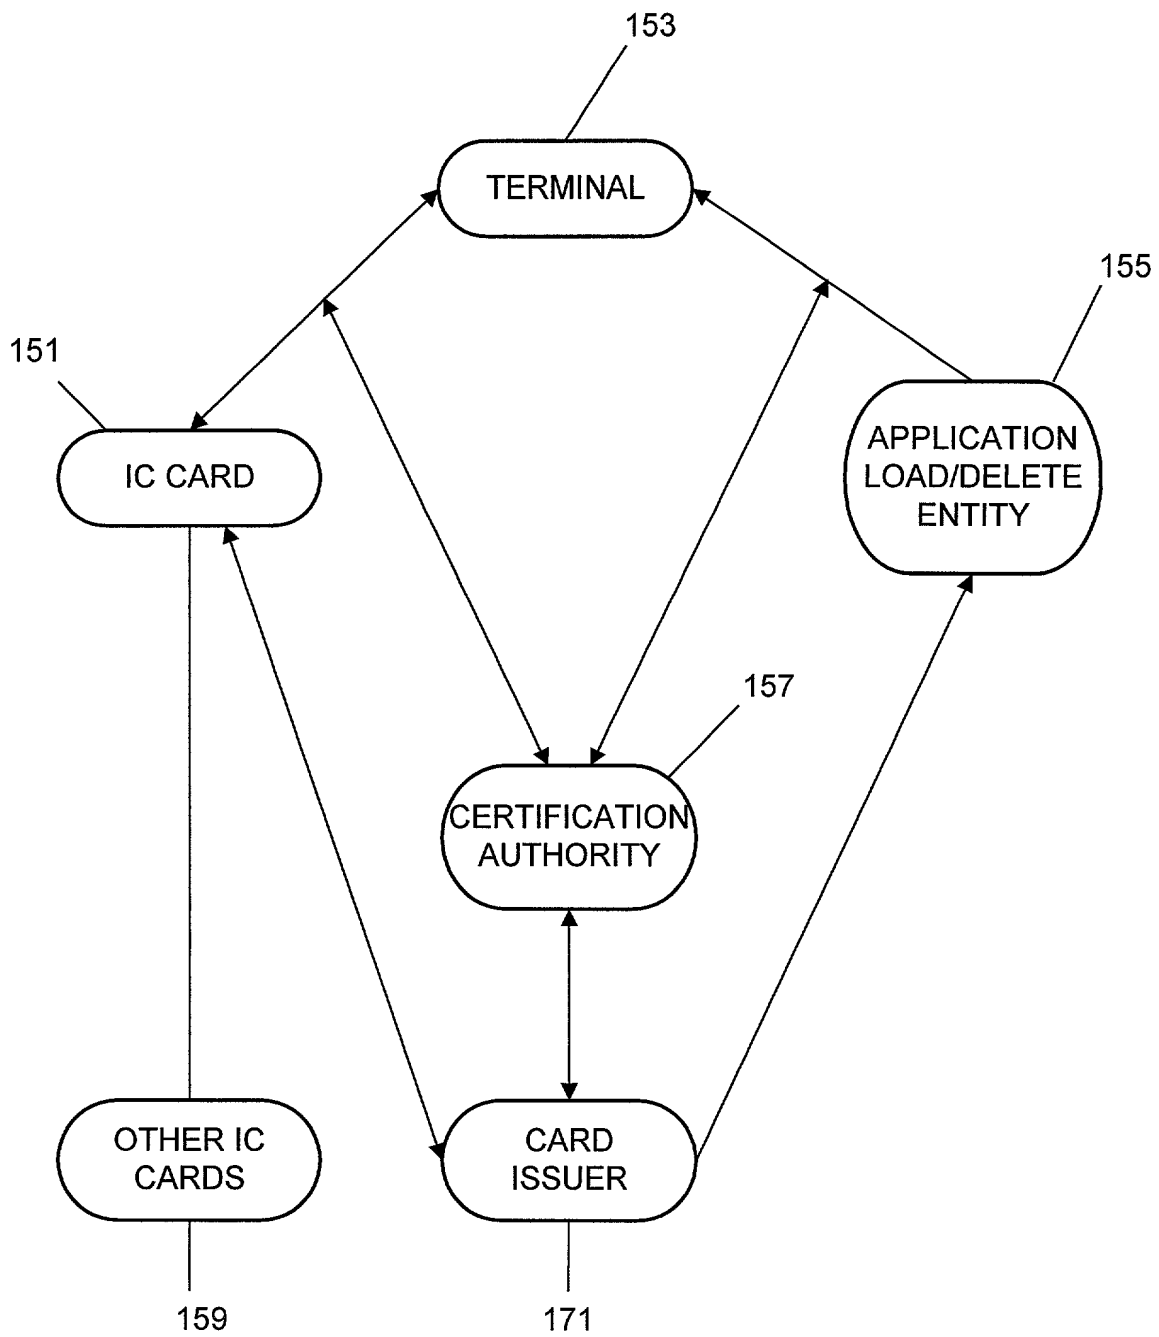 153
TERMINAL
155
151
APPLICATION
LOAD/DELETE
ENTITY
IC CARD
157
CERTIFICATION
AUTHORITY
OTHER IC
CARDS
CARD
ISSUER
159
171